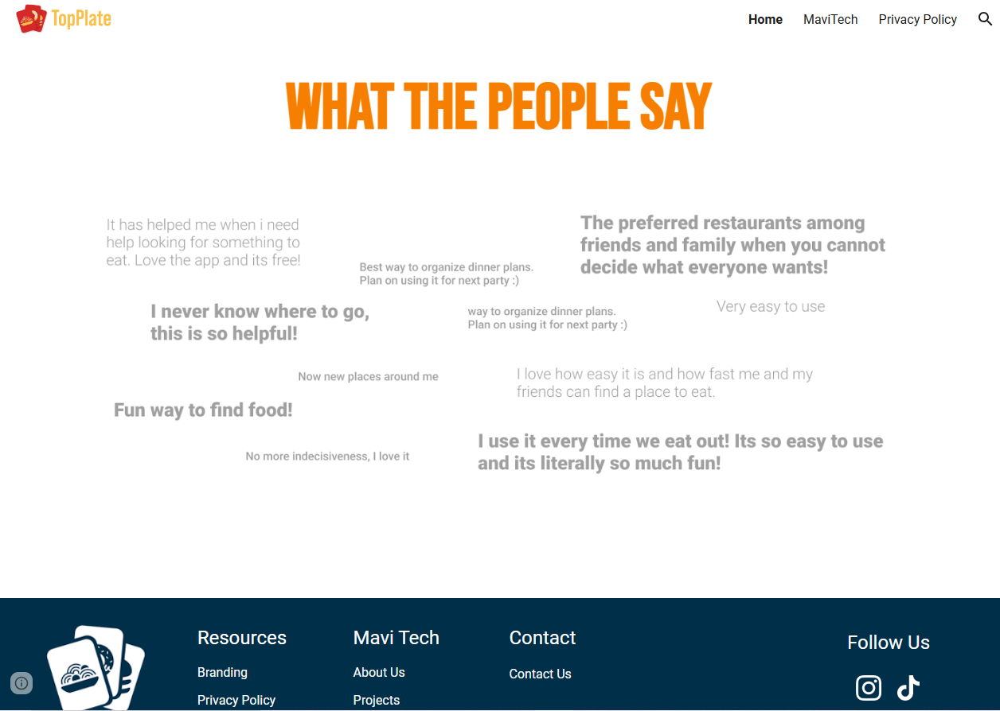 TopPlate
Home
MaviTech
Privacy Policy
WHAT THE PEOPLE SAY
It has helped me when i need
help looking for something to
eat. Love the app and its free!
The preferred restaurants among
friends and family when you cannot
decide what everyone wants!
Best way to organize dinner plans.
Plan on using it for next party :)
I never know where to go,
this is so helpful!
way to organize dinner plans.
Plan on using it for next party :)
Very easy to use
Now new places around me
I love how easy it is and how fast me and my
friends can find a place to eat.
Fun way to find food!
No more indecisiveness, I love it
I use it every time we eat out! Its so easy to use
and its literally so much fun!
Resources
Branding
Privacy Policy
Mavi Tech
About Us
Projects
Contact
Contact Us
Follow Us